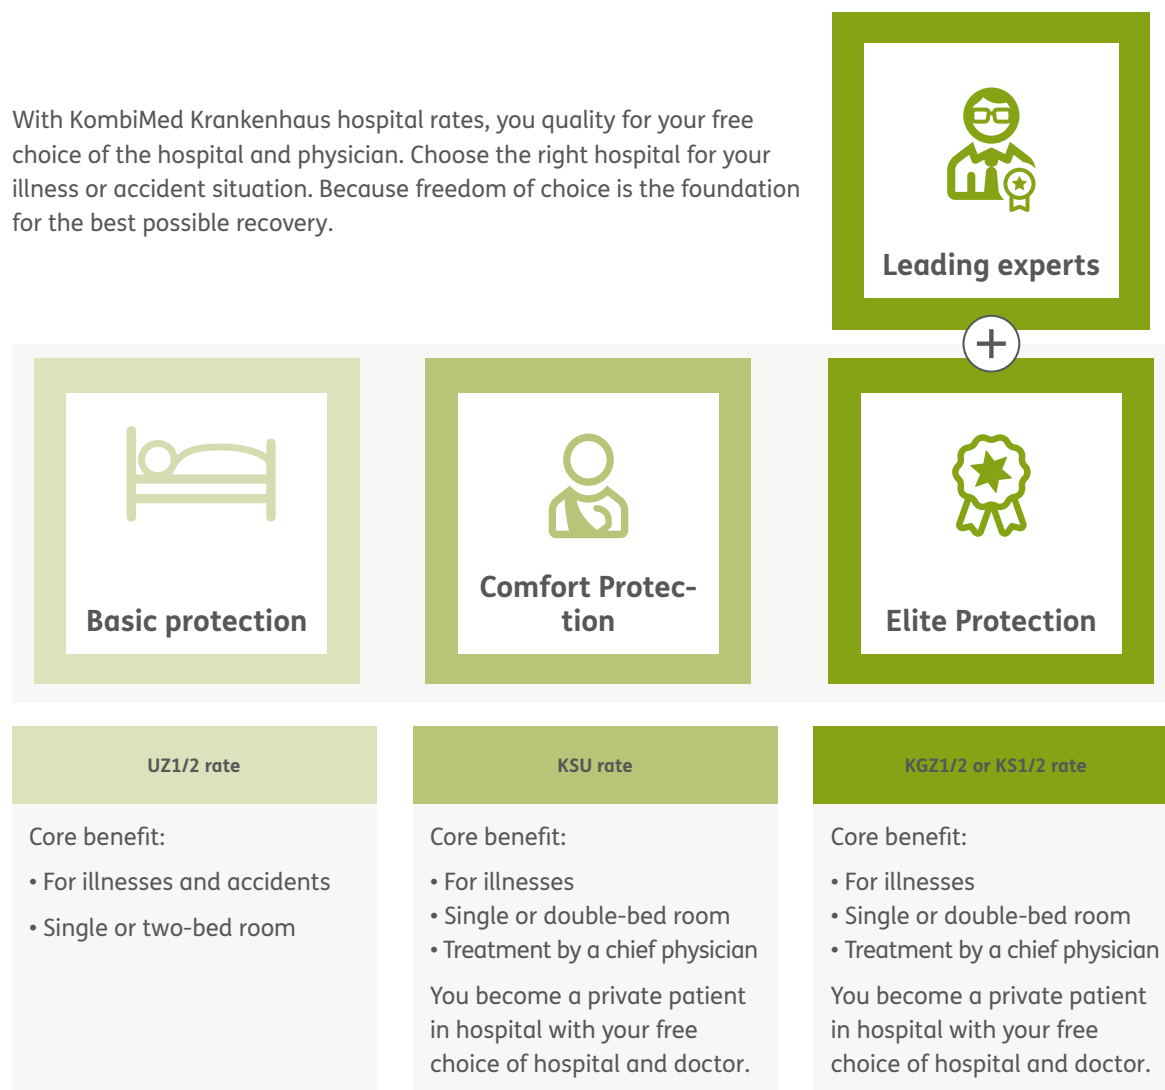 With KombiMed Krankenhaus hospital rates, you quality for your free
choice of the hospital and physician. Choose the right hospital for your
illness or accident situation. Because freedom of choice is the foundation
for the best possible recovery.
Leading experts
+
Basic protection
Comfort Protec-
tion
Elite Protection
UZ1/2 rate
Core benefit:
• For illnesses and accidents
• Single or two-bed room
KSU rate
Core benefit:
• For illnesses
• Single or double-bed room
• Treatment by a chief physician
You become a private patient
in hospital with your free
choice of hospital and doctor.
KGZ1/2 or KS1/2 rate
Core benefit:
• For illnesses
• Single or double-bed room
• Treatment by a chief physician
You become a private patient
in hospital with your free
choice of hospital and doctor.